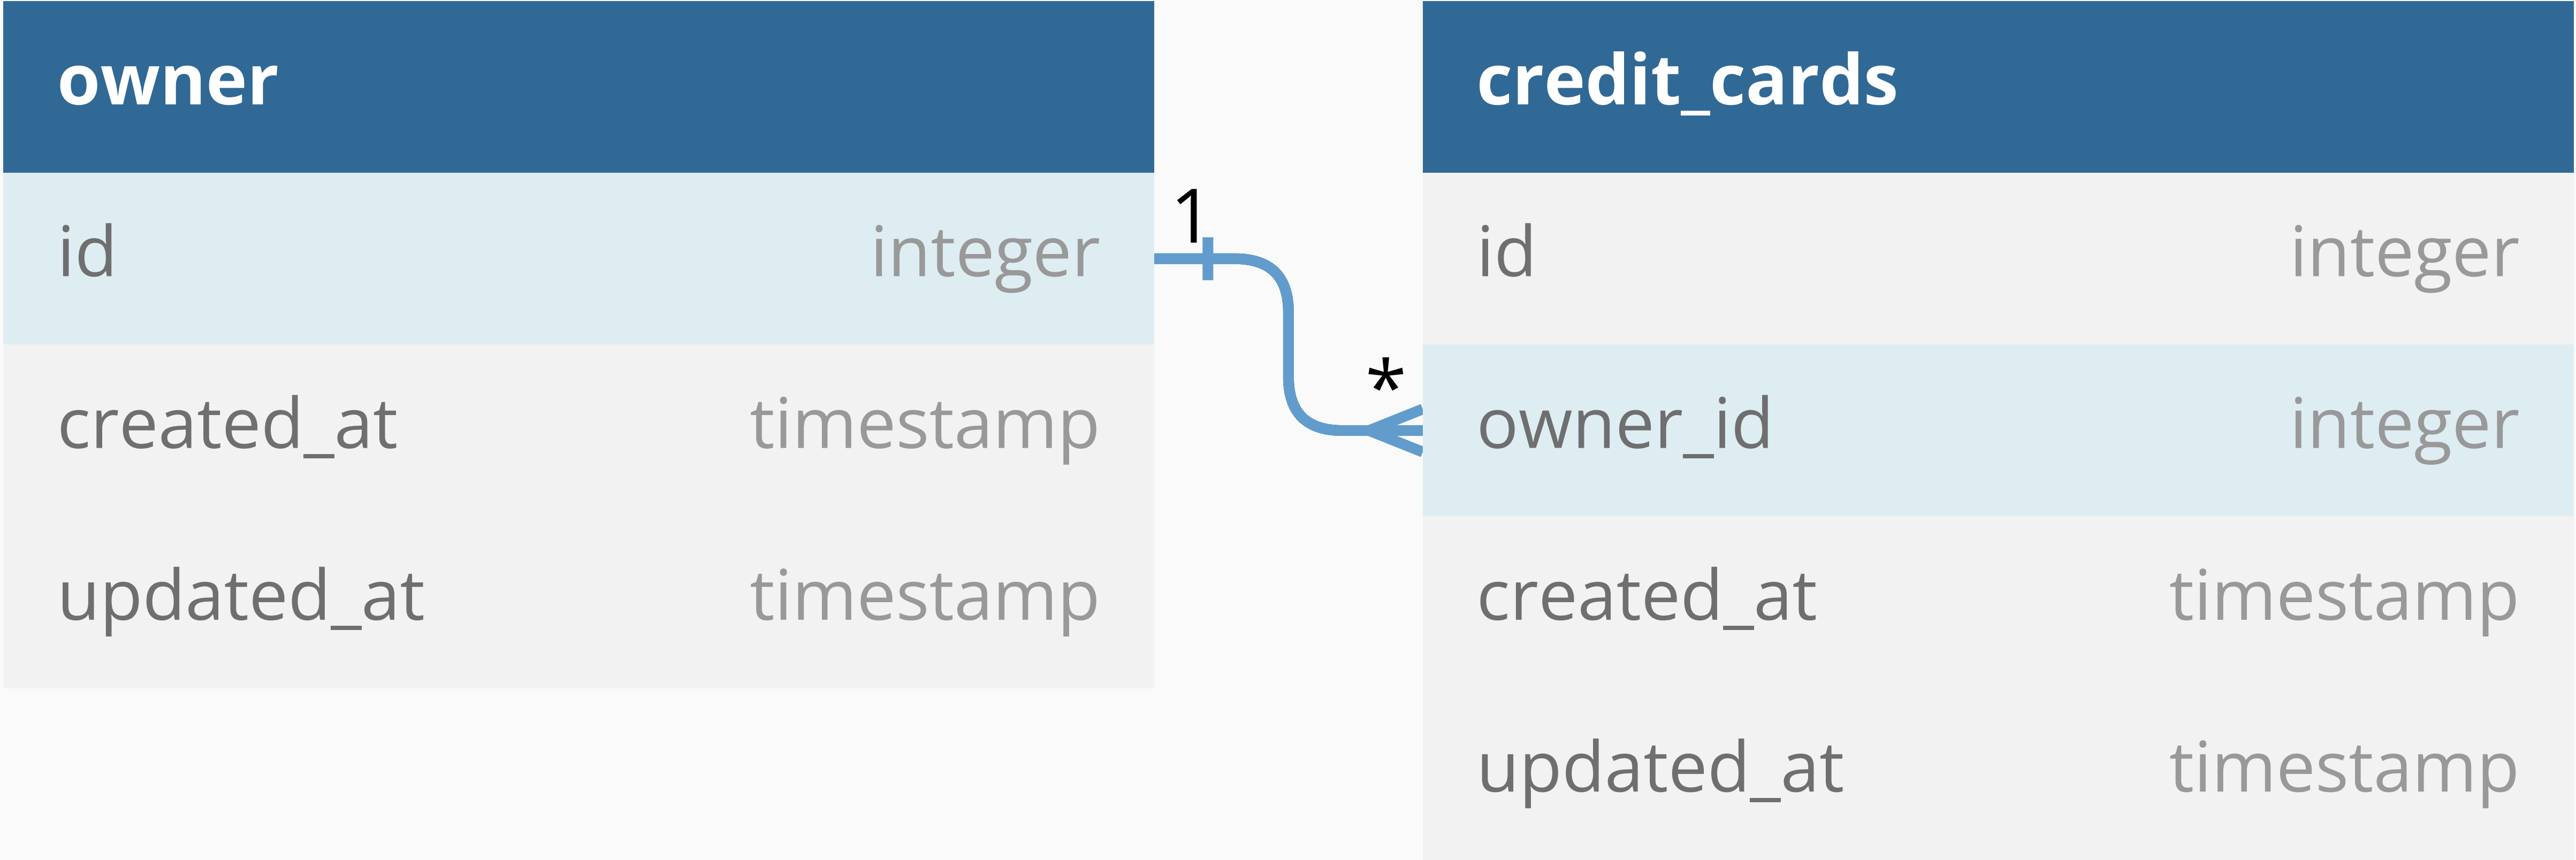 owner
id integer
created_at timestamp
updated_at timestamp
1
*
credit_cards
id integer
owner_id integer
created_at timestamp
updated_at timestamp